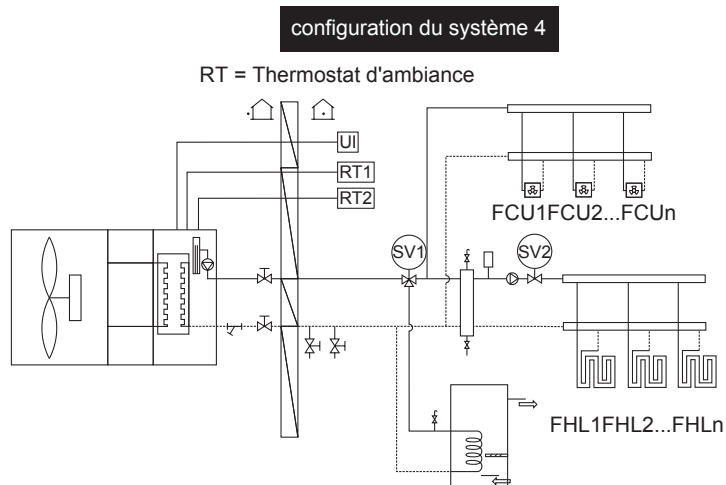 configuration du système 4
RT = Thermostat d'ambiance
UI
RT1
RT2
FCU1FCU2...FCUn
SV1
SV2
FHL1FHL2...FHLn